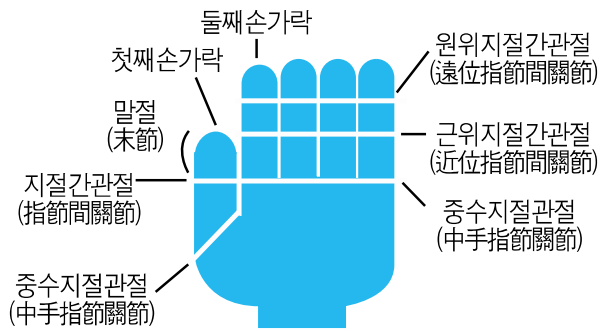 둘째손가락
첫째손가락
말절
(末節)
지절간관절
(指節間關節)
중수지절관절
(中手指節關節)
원위지절간관절
(遠位指節間關節)
근위지절간관절
(近位指節間關節)
중수지절관절
(中手指節關節)